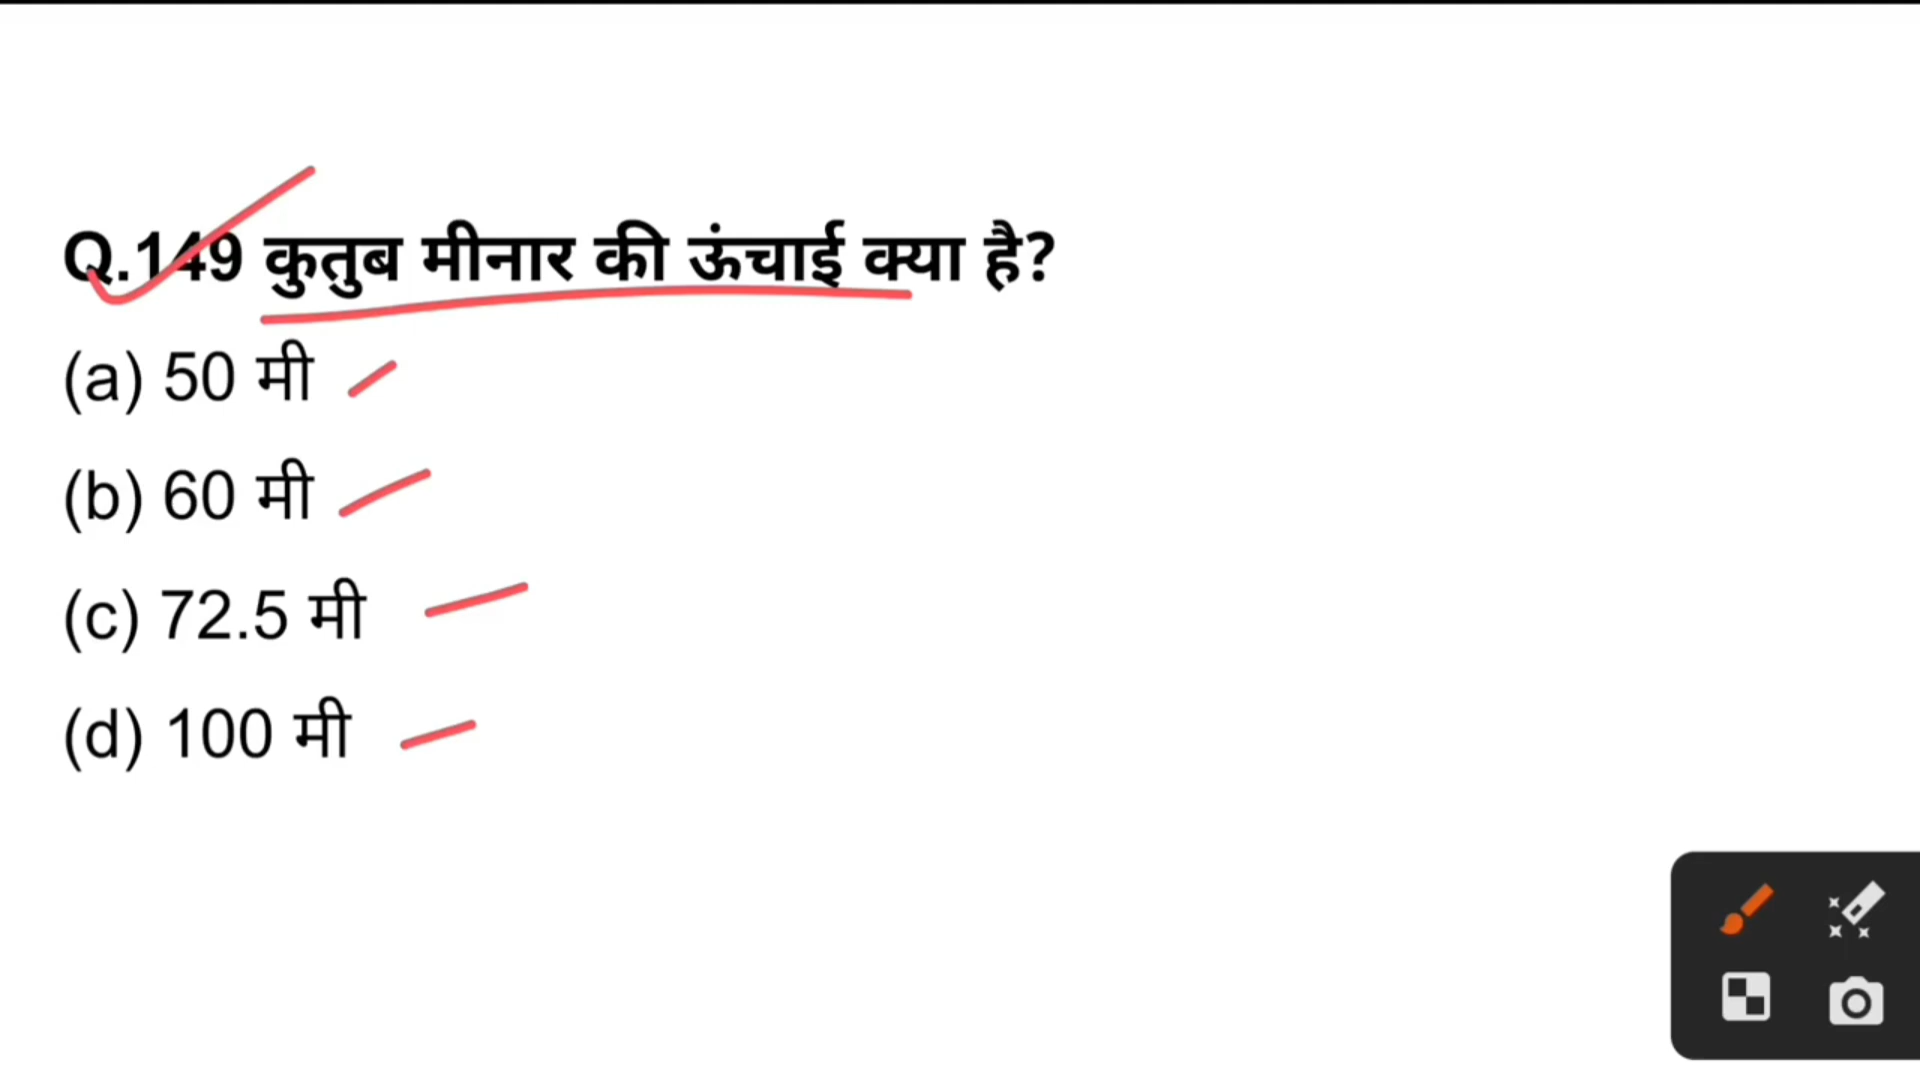 Q.149 कुतुब मीनार की ऊंचाई क्या है?
(a) 50 मी
(b) 60 मी
(c) 72.5 मी
(d) 100 मी